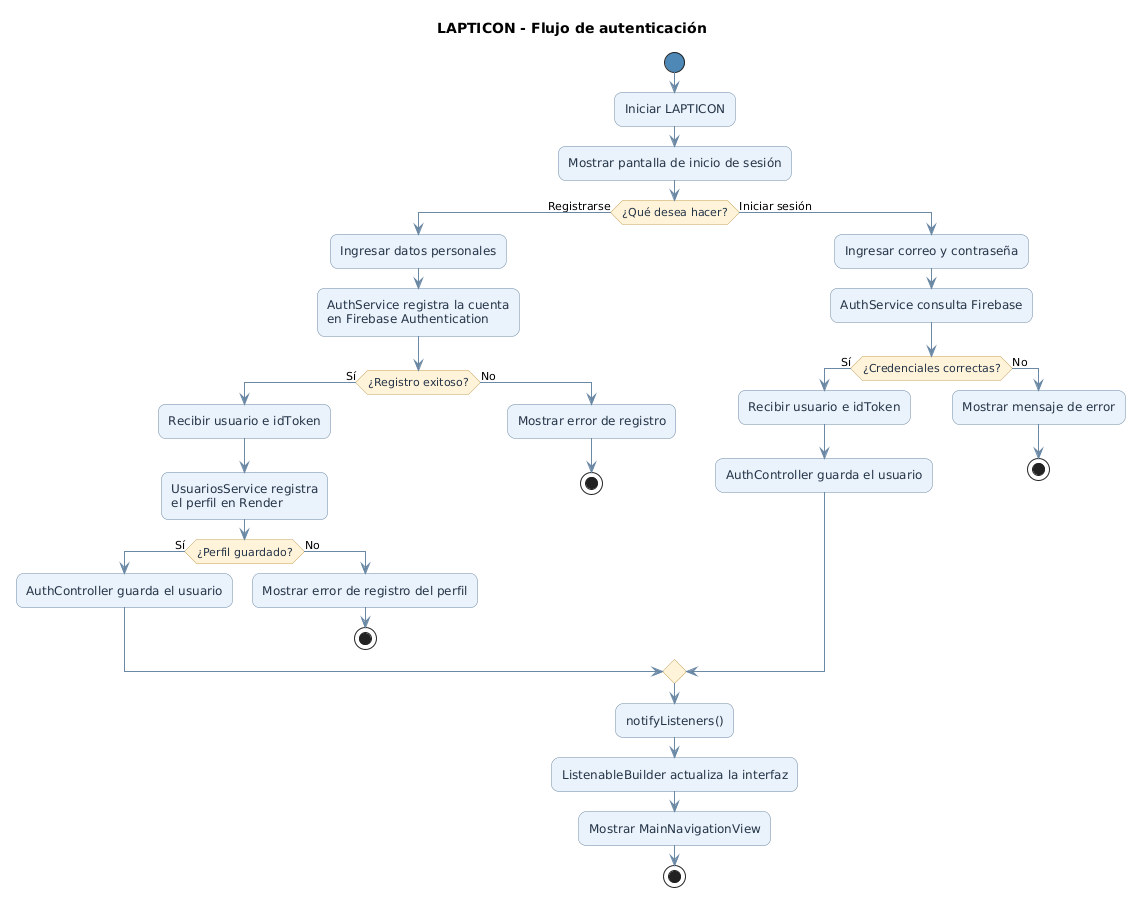 LAPTICON - Flujo de autenticación
Iniciar LAPTICON
Mostrar pantalla de inicio de sesión
Registrarse
¿Qué desea hacer?
Iniciar sesión
Ingresar datos personales
AuthService registra la cuenta
en Firebase Authentication
Sí
¿Registro exitoso?
No
Recibir usuario e idToken
UsuariosService registra
el perfil en Render
Sí
¿Perfil guardado?
No
AuthController guarda el usuario
Mostrar error de registro del perfil
Mostrar error de registro
Ingresar correo y contraseña
AuthService consulta Firebase
Sí
¿Credenciales correctas?
No
Recibir usuario e idToken
AuthController guarda el usuario
Mostrar mensaje de error
notifyListeners()
ListenableBuilder actualiza la interfaz
Mostrar MainNavigationView